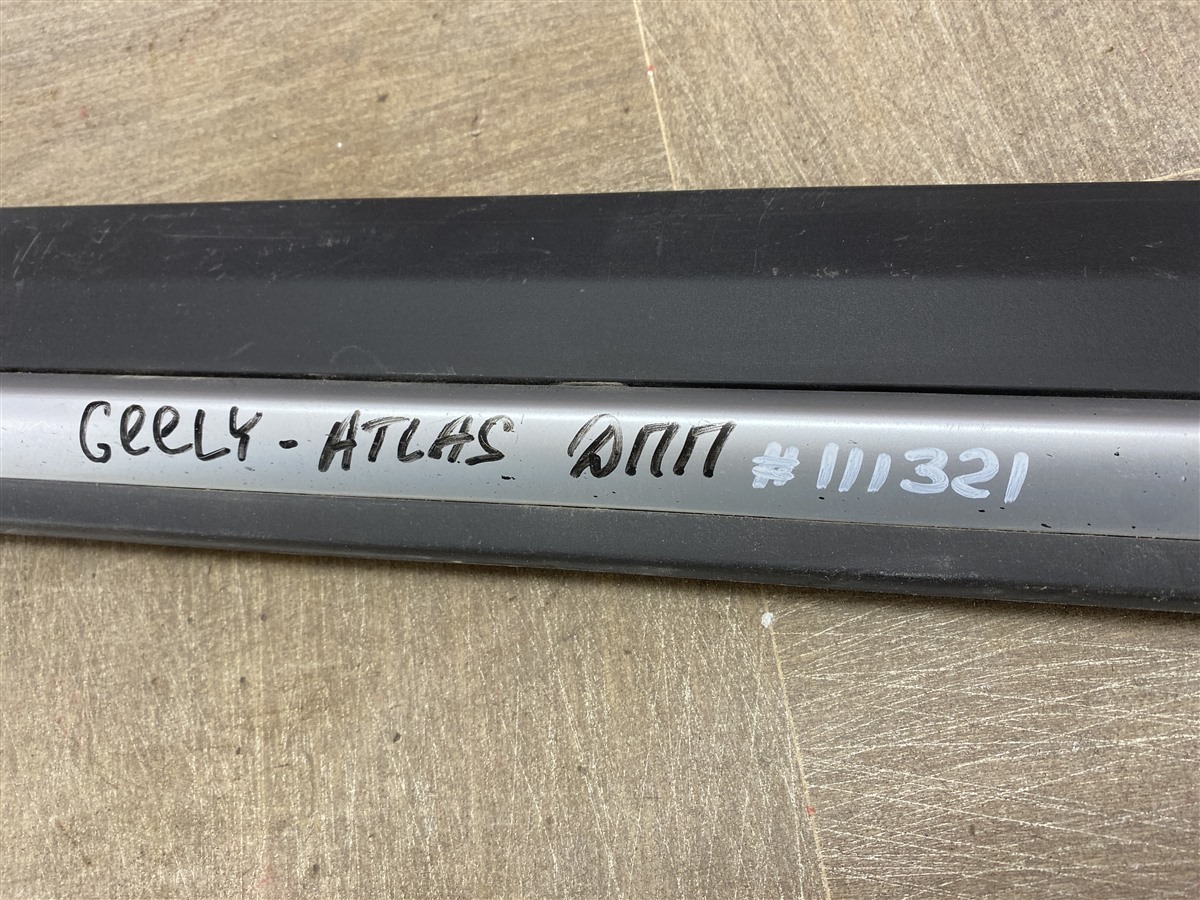 GeeLY - ATLAS ДПП #111321